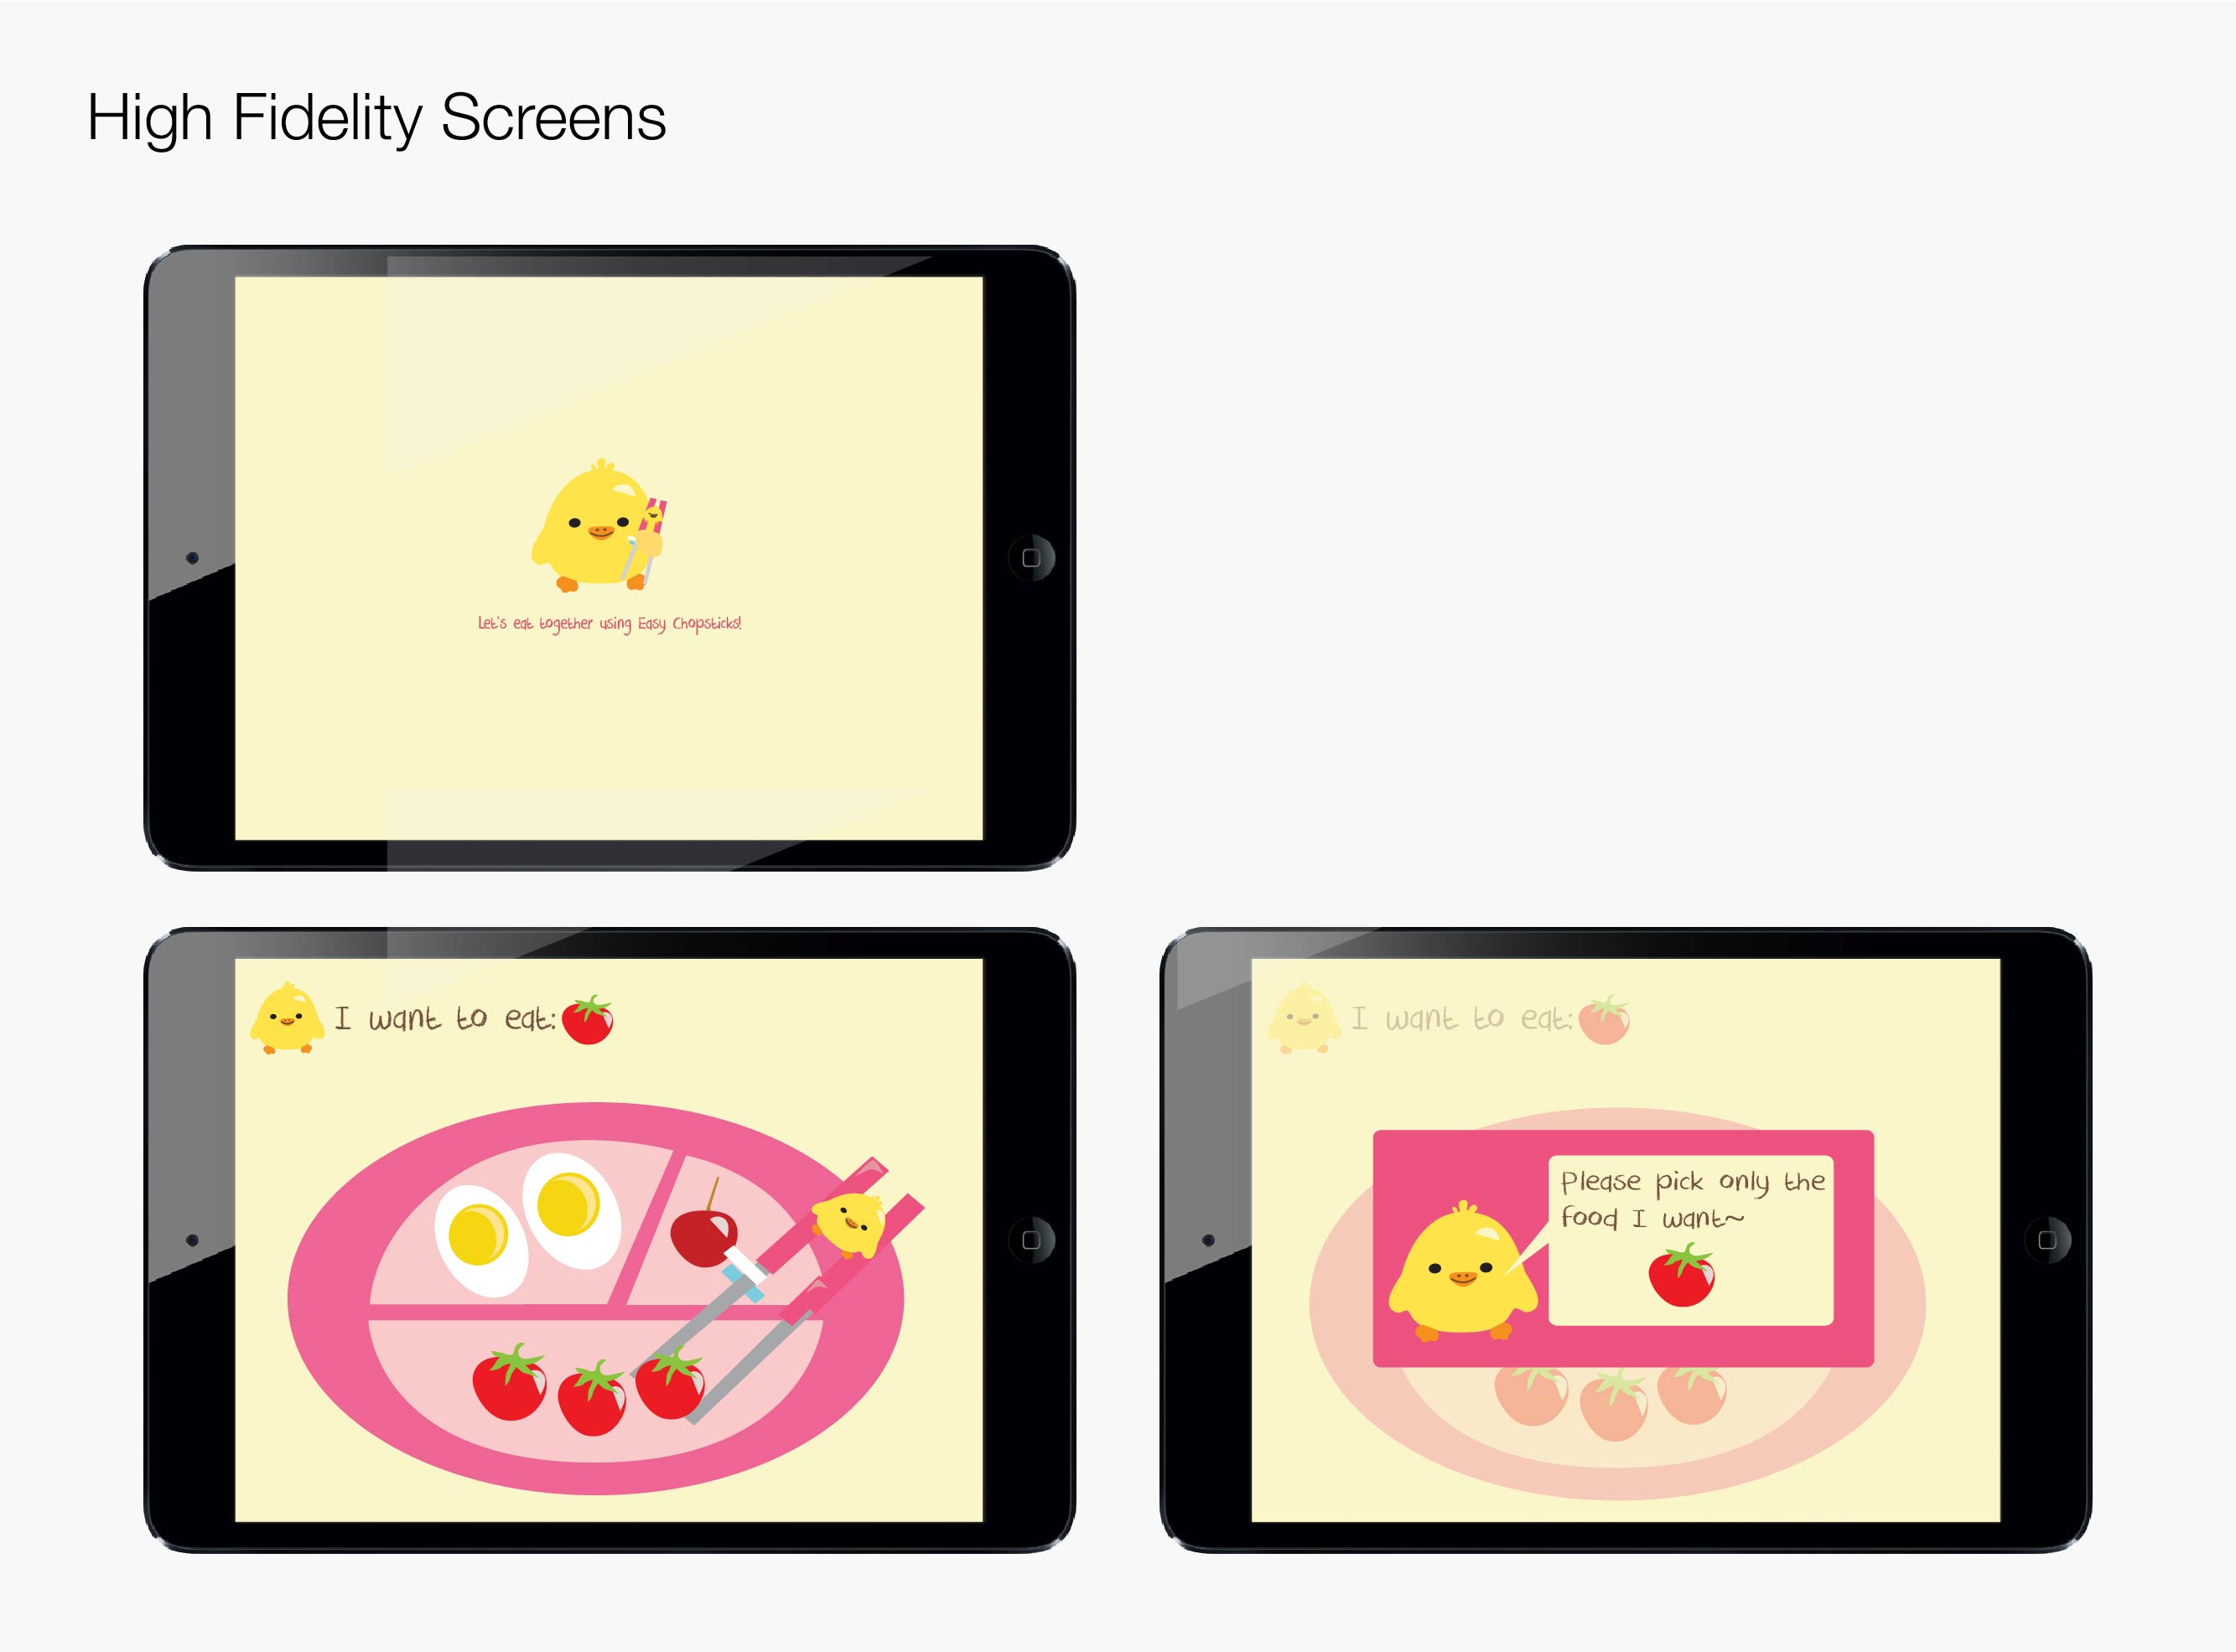 High Fidelity Screens
Let's eat together using Easy Chopsticks!
I want to eat:
I want to eat:
Please pick only the
food I want~